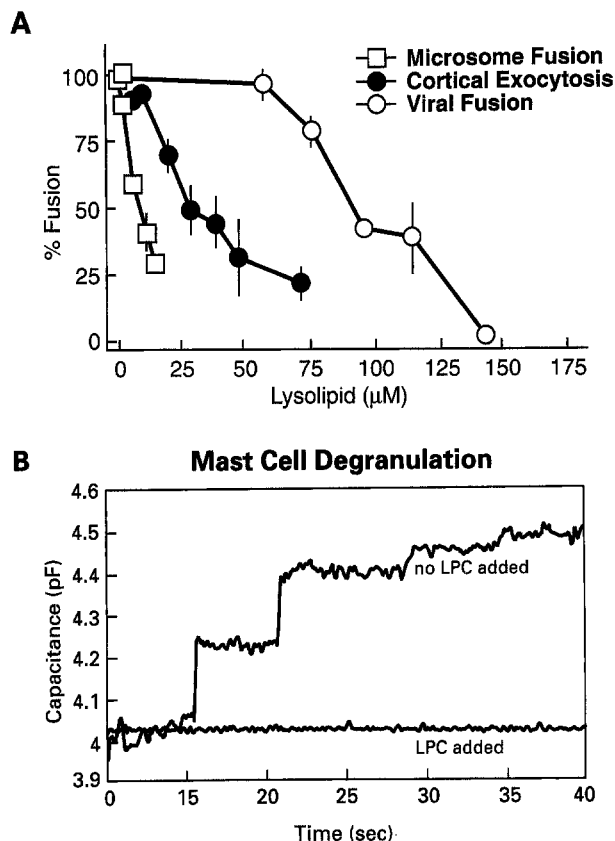 A
Microsome Fusion
Cortical Exocytosis
Viral Fusion
100
75
50
25
0
% Fusion
0 25 50 75 100 125 150 175
Lysolipid (μM)
B Mast Cell Degranulation
4.6
4.5
4.4
4.3
4.2
4.1
4
3.9
Capacitance (pF)
no LPC added
LPC added
0 15 20 25 30 35 40
Time (sec)